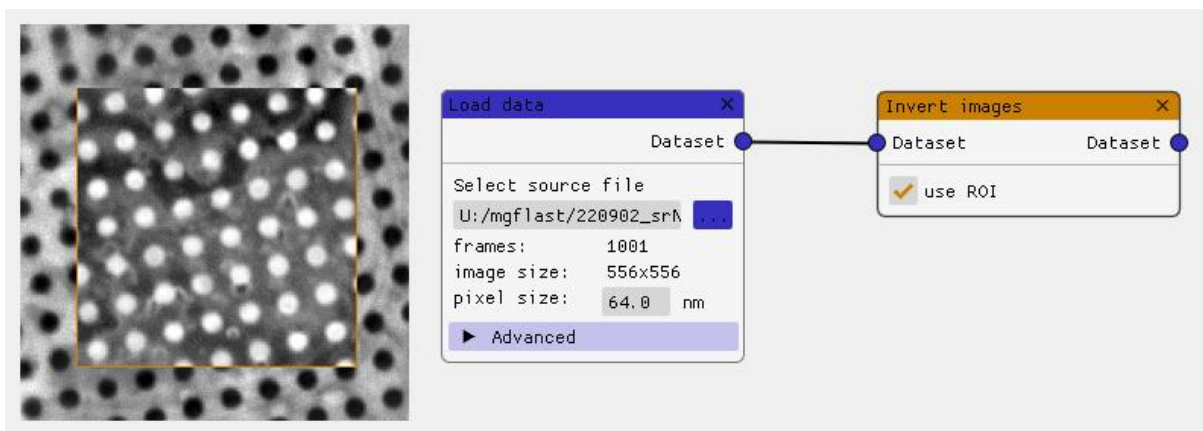 Load data
Dataset
Select source file
U:/mgflast/220902_srN ...
frames: 1001
image size: 556x556
pixel size: 64.0 nm
Advanced
Invert images
Dataset Dataset
use ROI